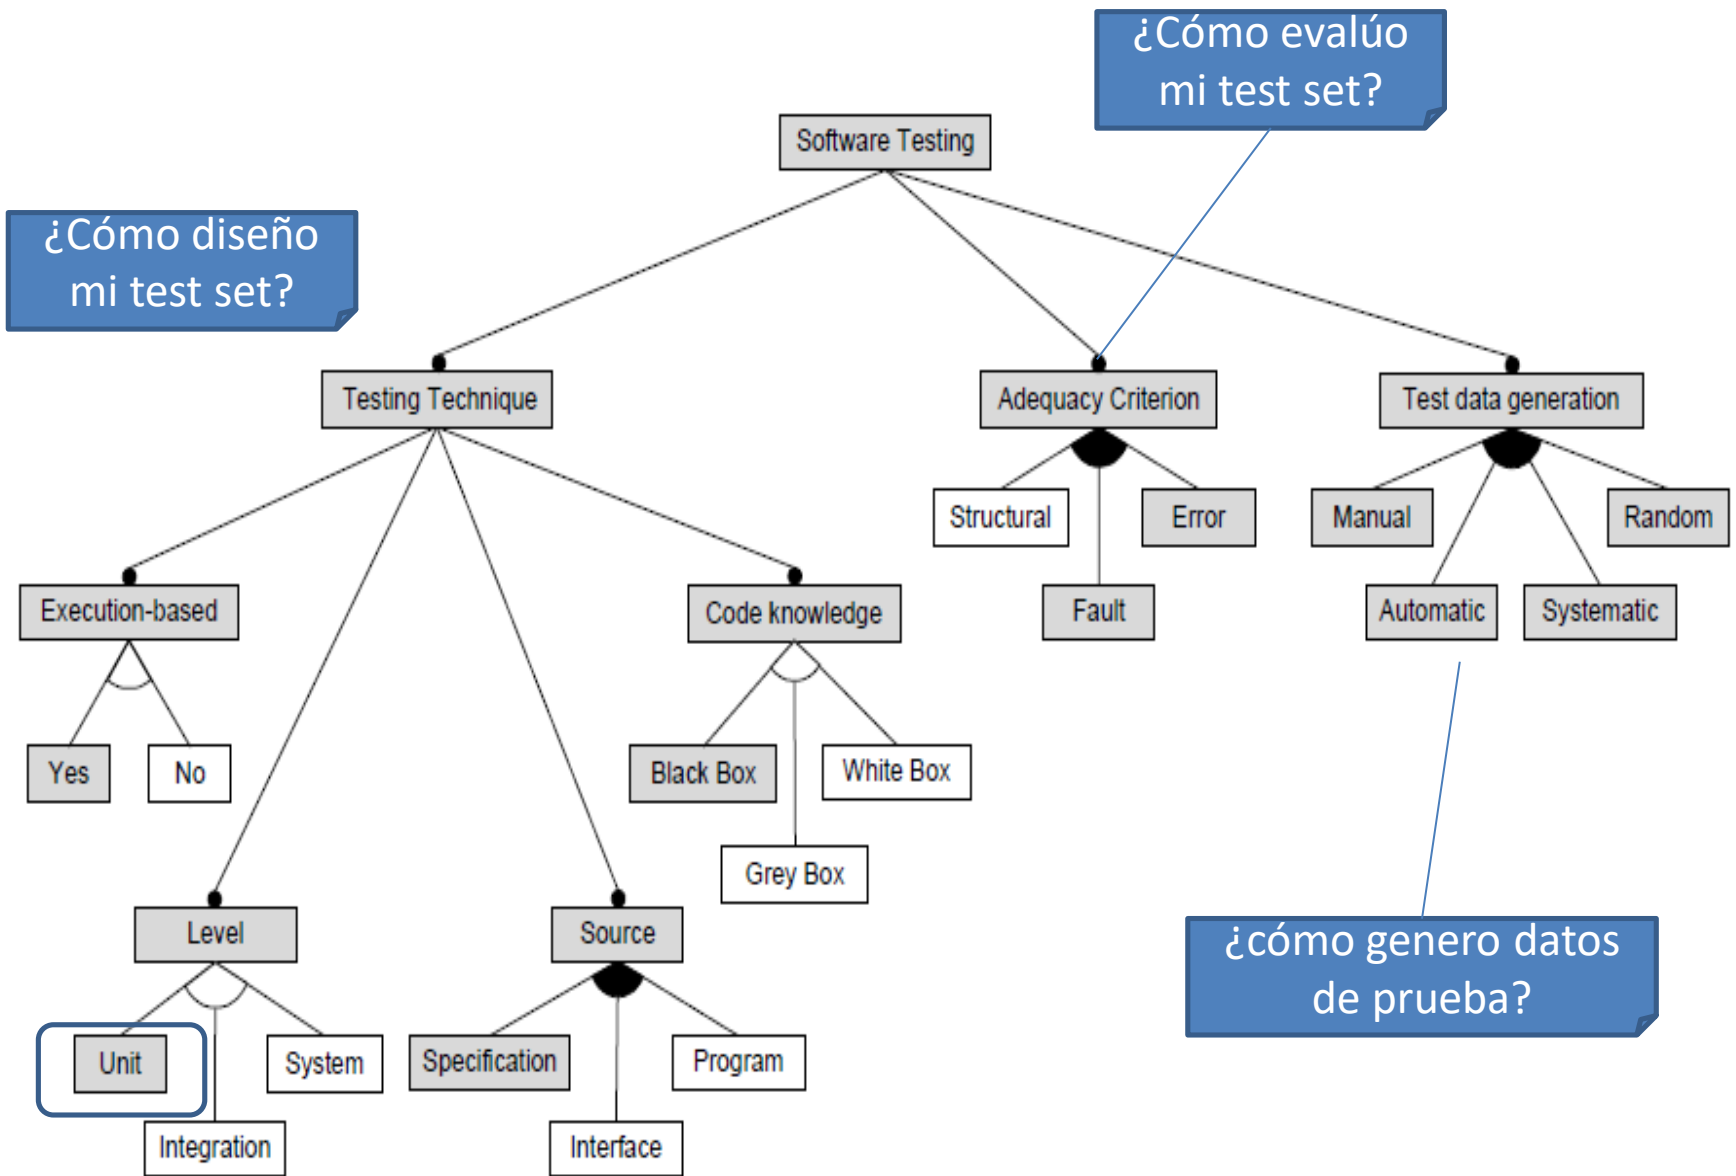 ¿Cómo evalúo
mi test set?
Software Testing
¿Cómo diseño
mi test set?
Testing Technique
Adequacy Criterion
Test data generation
Structural
Error
Manual
Random
Execution-based
Code knowledge
Fault
Automatic
Systematic
Yes
No
Black Box
White Box
Grey Box
Level
Source
¿cómo genero datos
de prueba?
Unit
System
Specification
Program
Integration
Interface